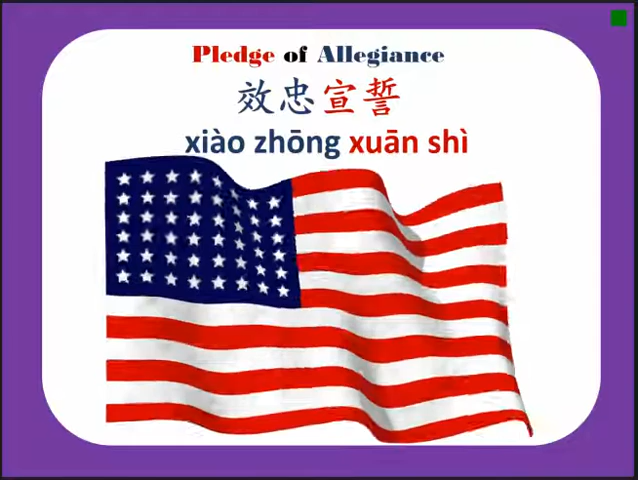 Pledge of Allegiance
效忠宣誓
xiào zhōng xuān shì